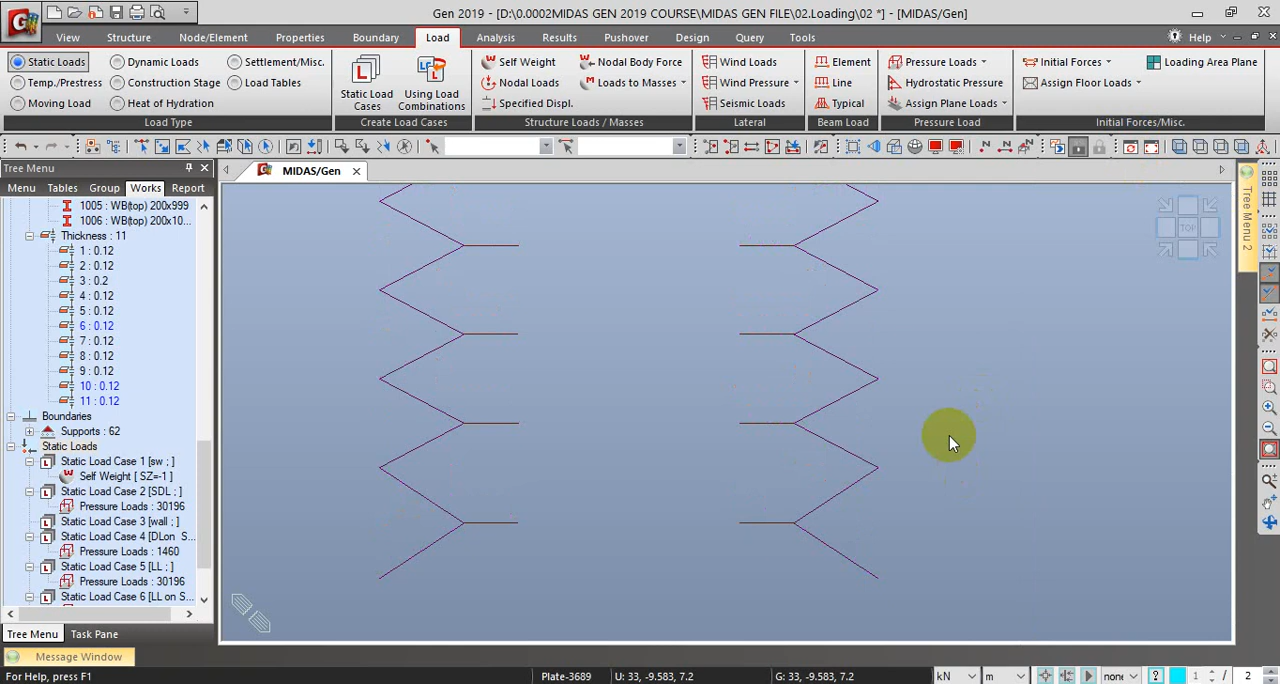 Gen 2019 - [D:\0.0002MIDAS GEN 2019 COURSE\MIDAS GEN FILE\02.Loading\02 *] - [MIDAS/Gen]
View Structure Node/Element Properties Boundary Load Analysis Results Pushover Design Query Tools Help
Static Loads Dynamic Loads Settlement/Misc. Self Weight Nodal Body Force Wind Loads Element Pressure Loads Initial Forces Loading Area Plane
Temp./Prestress Construction Stage Load Tables Nodal Loads Loads to Masses Wind Pressure Line Hydrostatic Pressure Assign Floor Loads
Moving Load Heat of Hydration Static Load Cases Using Load Combinations Specified Displ. Seismic Loads Typical Assign Plane Loads
Load Type Create Load Cases Structure Loads / Masses Lateral Beam Load Pressure Load Initial Forces/Misc.
Tree Menu MIDAS/Gen
Menu Tables Group Works Report
1005 : WB(top) 200x999
1006 : WB(top) 200x10...
Thickness : 11
1 : 0.12
2 : 0.12
3 : 0.2
4 : 0.12
5 : 0.12
6 : 0.12
7 : 0.12
8 : 0.12
9 : 0.12
10 : 0.12
11 : 0.12
Boundaries
Supports : 62
Static Loads
Static Load Case 1 [sw ; ]
Self Weight [ SZ=-1 ]
Static Load Case 2 [SDL ; ]
Pressure Loads : 30196
Static Load Case 3 [wall ; ]
Static Load Case 4 [DLon S...
Pressure Loads : 1460
Static Load Case 5 [LL ; ]
Pressure Loads : 30196
Static Load Case 6 [LL on S...
TOP
Tree Menu 2
Tree Menu Task Pane
Message Window
For Help, press F1 Plate-3689 U: 33, -9.583, 7.2 G: 33, -9.583, 7.2 kN m none 1 / 2